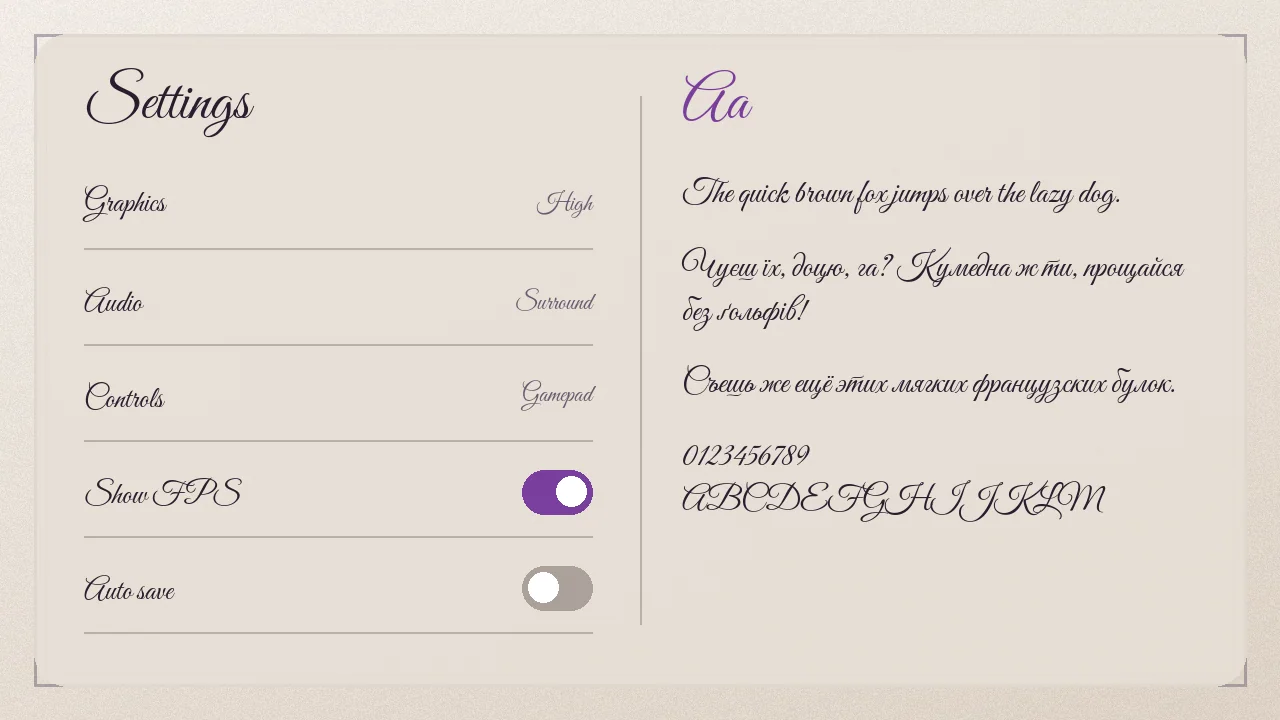 Settings
Graphics
High
Audio
Surround
Controls
Gamepad
Show FPS
Auto save
Aa
The quick brown fox jumps over the lazy dog.
Чуєш їх, доцю, га? Кумедна ж ти, прощайся
без ґольфів!
Съешь же ещё этих мягких французских булок.
0123456789
ABCDEFGHIJKLM